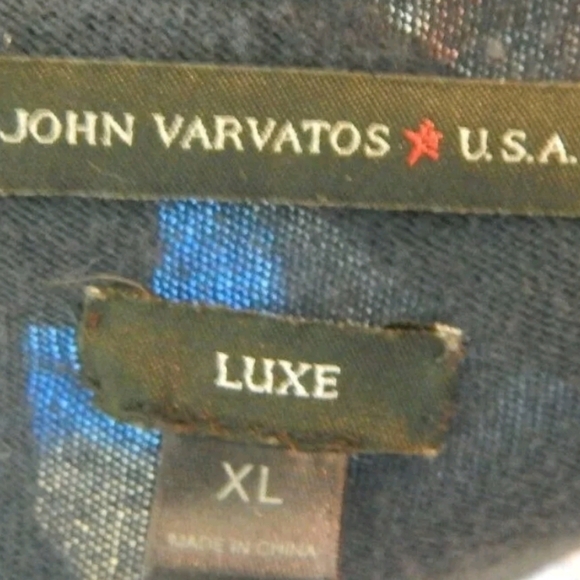 JOHN VARVATOS ★ U.S.A.
LUXE
XL
MADE IN CHINA